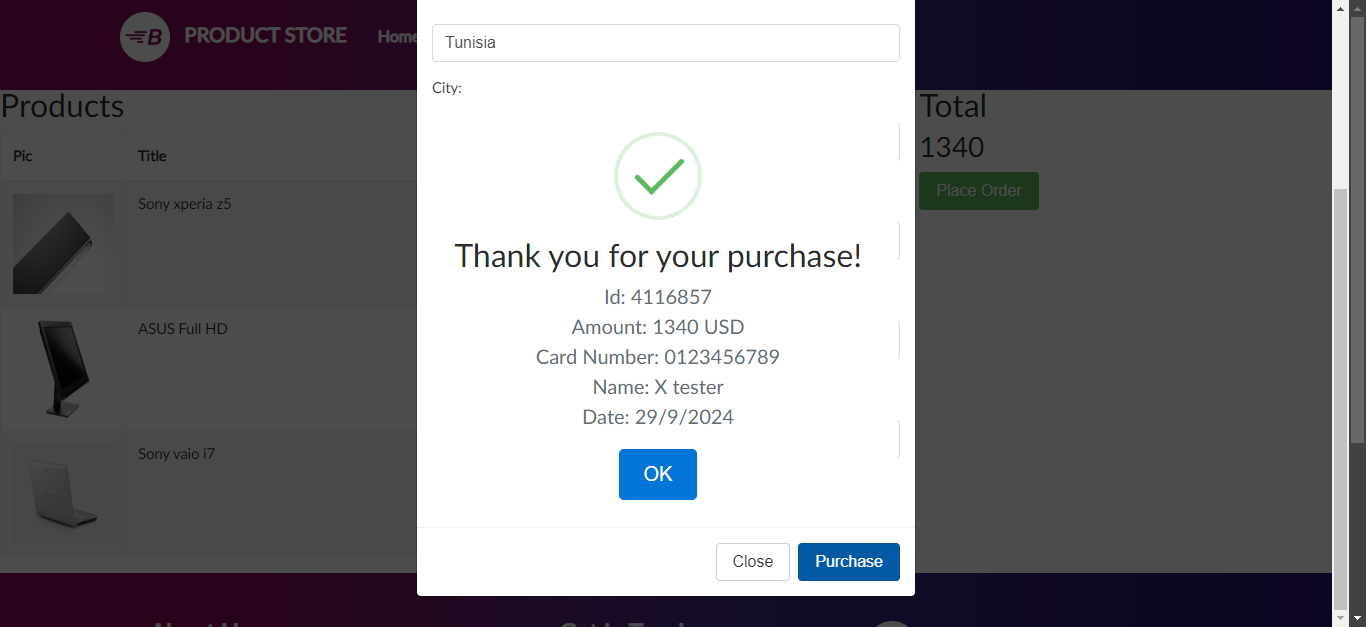 B PRODUCT STORE Home
Tunisia
City:
Products
Pic Title
Sony xperia z5
ASUS Full HD
Sony vaio i7
Thank you for your purchase!
Id: 4116857
Amount: 1340 USD
Card Number: 0123456789
Name: X tester
Date: 29/9/2024
OK
Close Purchase
Total
1340
Place Order